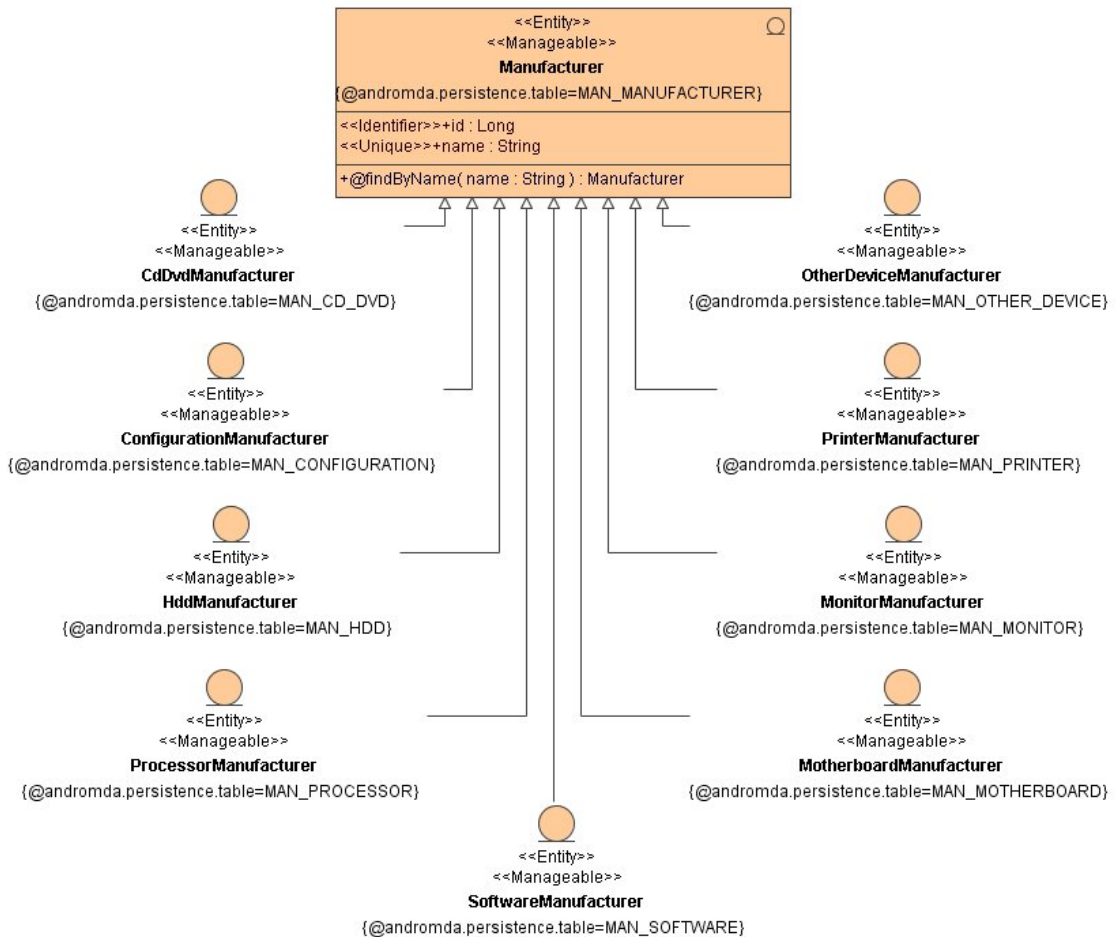 <<Entity>>
<<Manageable>>
Manufacturer
{@andromda.persistence.table=MAN_MANUFACTURER}
<<Identifier>>+id : Long
<<Unique>>+name : String
+@findByName( name : String ) : Manufacturer
<<Entity>>
<<Manageable>>
CdDvdManufacturer
{@andromda.persistence.table=MAN_CD_DVD}
<<Entity>>
<<Manageable>>
OtherDeviceManufacturer
{@andromda.persistence.table=MAN_OTHER_DEVICE}
<<Entity>>
<<Manageable>>
ConfigurationManufacturer
{@andromda.persistence.table=MAN_CONFIGURATION}
<<Entity>>
<<Manageable>>
PrinterManufacturer
{@andromda.persistence.table=MAN_PRINTER}
<<Entity>>
<<Manageable>>
HddManufacturer
{@andromda.persistence.table=MAN_HDD}
<<Entity>>
<<Manageable>>
MonitorManufacturer
{@andromda.persistence.table=MAN_MONITOR}
<<Entity>>
<<Manageable>>
ProcessorManufacturer
{@andromda.persistence.table=MAN_PROCESSOR}
<<Entity>>
<<Manageable>>
MotherboardManufacturer
{@andromda.persistence.table=MAN_MOTHERBOARD}
<<Entity>>
<<Manageable>>
SoftwareManufacturer
{@andromda.persistence.table=MAN_SOFTWARE}